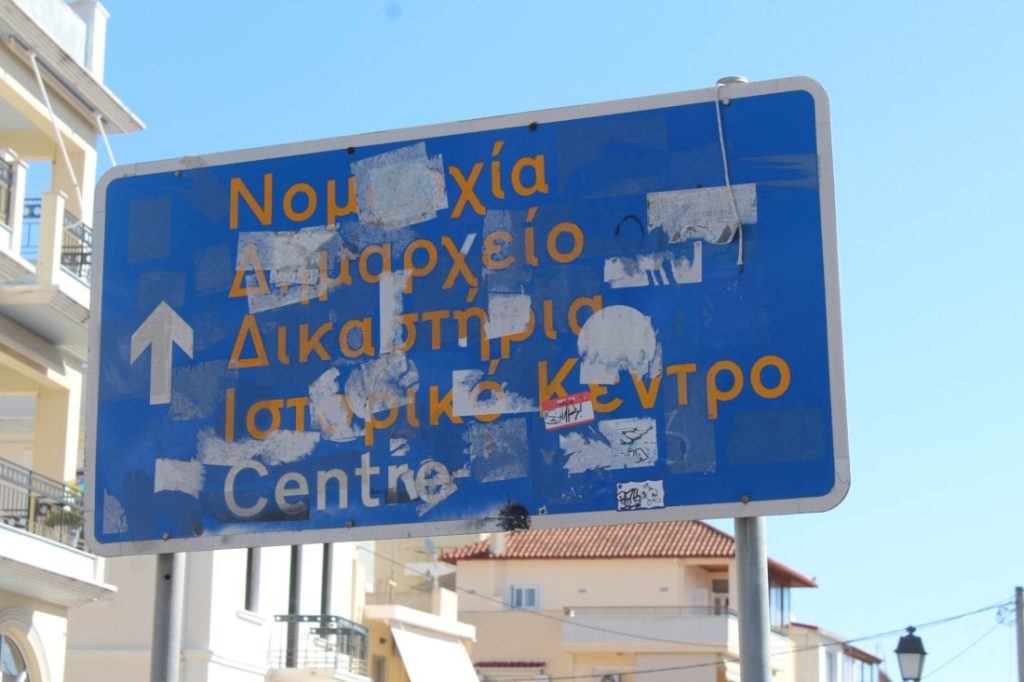 Νομαρχία
Δημαρχείο
Δικαστήρια
Ιστορικό Κέντρο
Centre